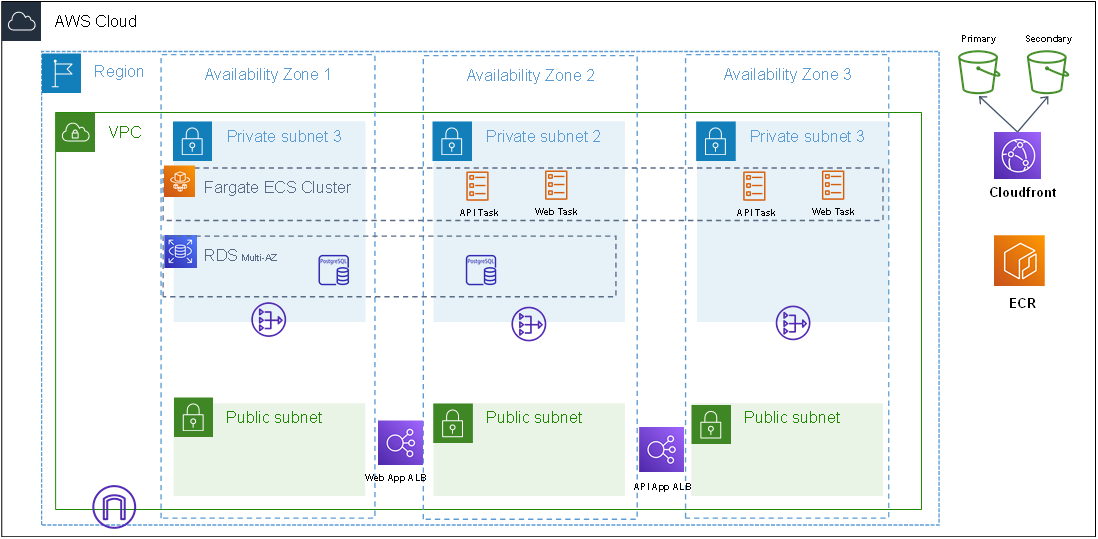 AWS Cloud
Primary
Secondary
Region
Availability Zone 1
Availability Zone 2
Availability Zone 3
VPC
Private subnet 3
Private subnet 2
Private subnet 3
Cloudfront
Fargate ECS Cluster
API Task
Web Task
API Task
Web Task
RDS Multi-AZ
PostgreSQL
PostgreSQL
ECR
Public subnet
Public subnet
Public subnet
Web App ALB
API App ALB